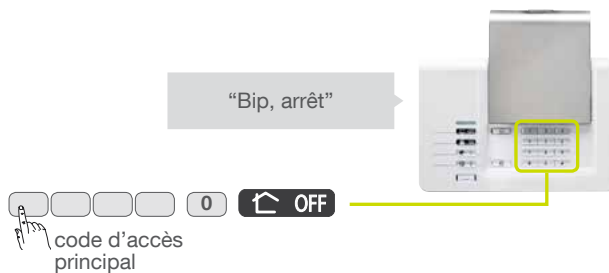 “Bip, arrêt”
0 OFF
code d’accès
principal